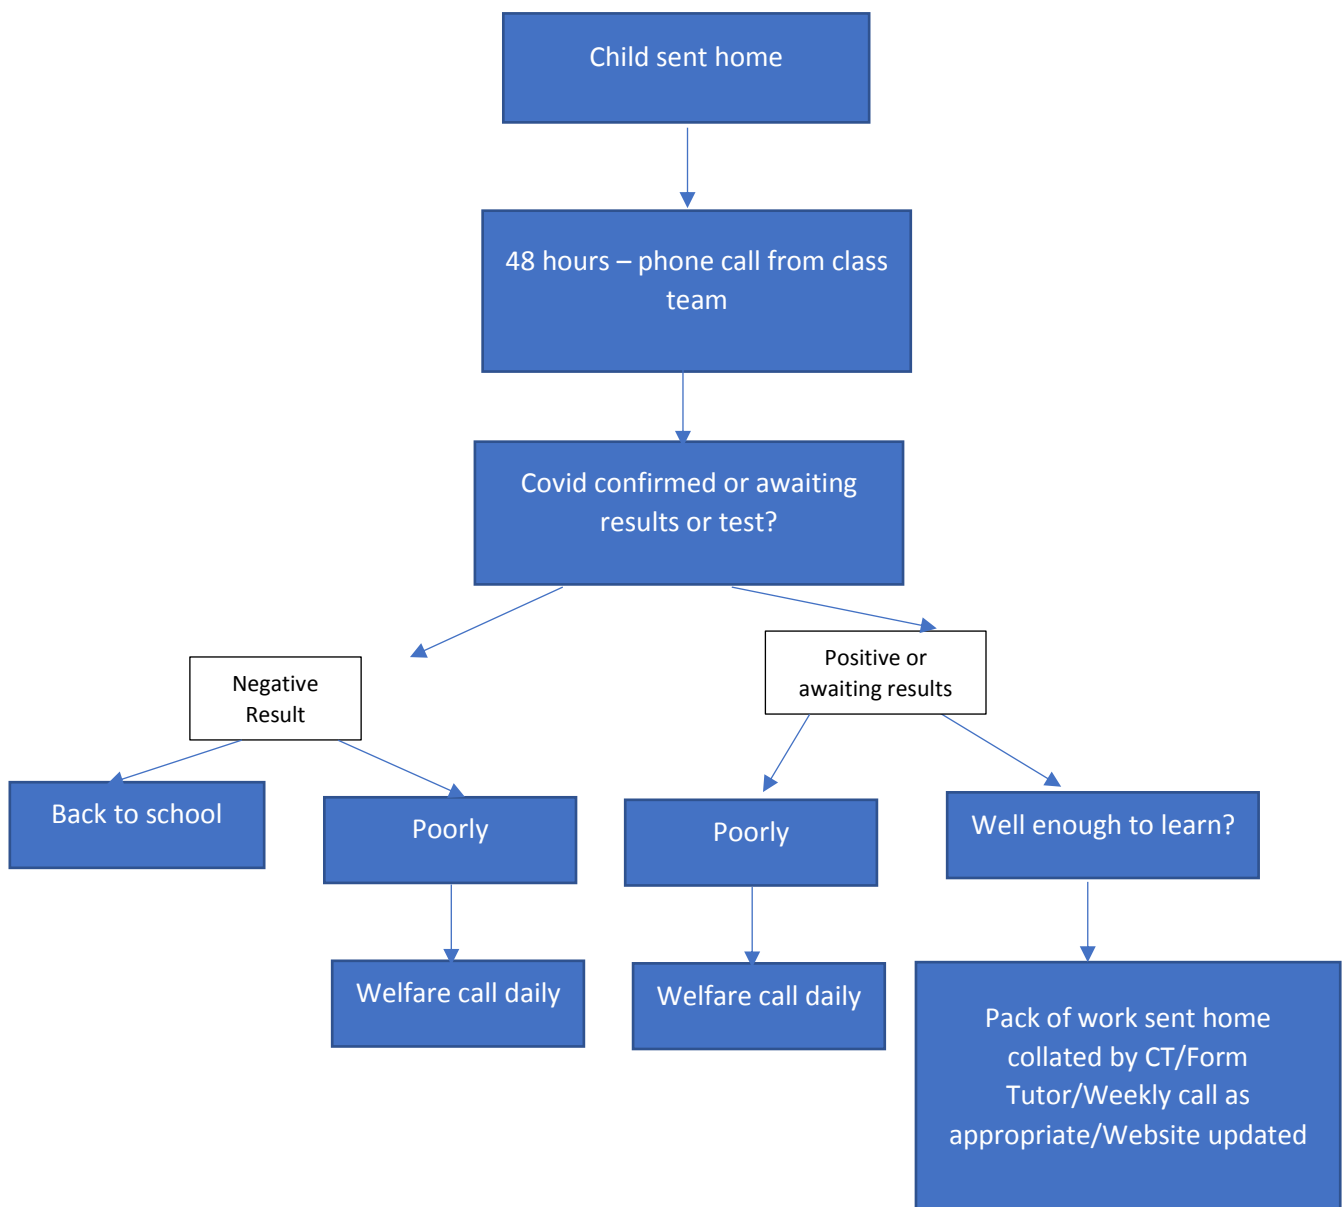 Child sent home
48 hours – phone call from class
team
Covid confirmed or awaiting
results or test?
Negative
Result
Positive or
awaiting results
Back to school
Poorly
Poorly
Well enough to learn?
Welfare call daily
Welfare call daily
Pack of work sent home
collated by CT/Form
Tutor/Weekly call as
appropriate/Website updated